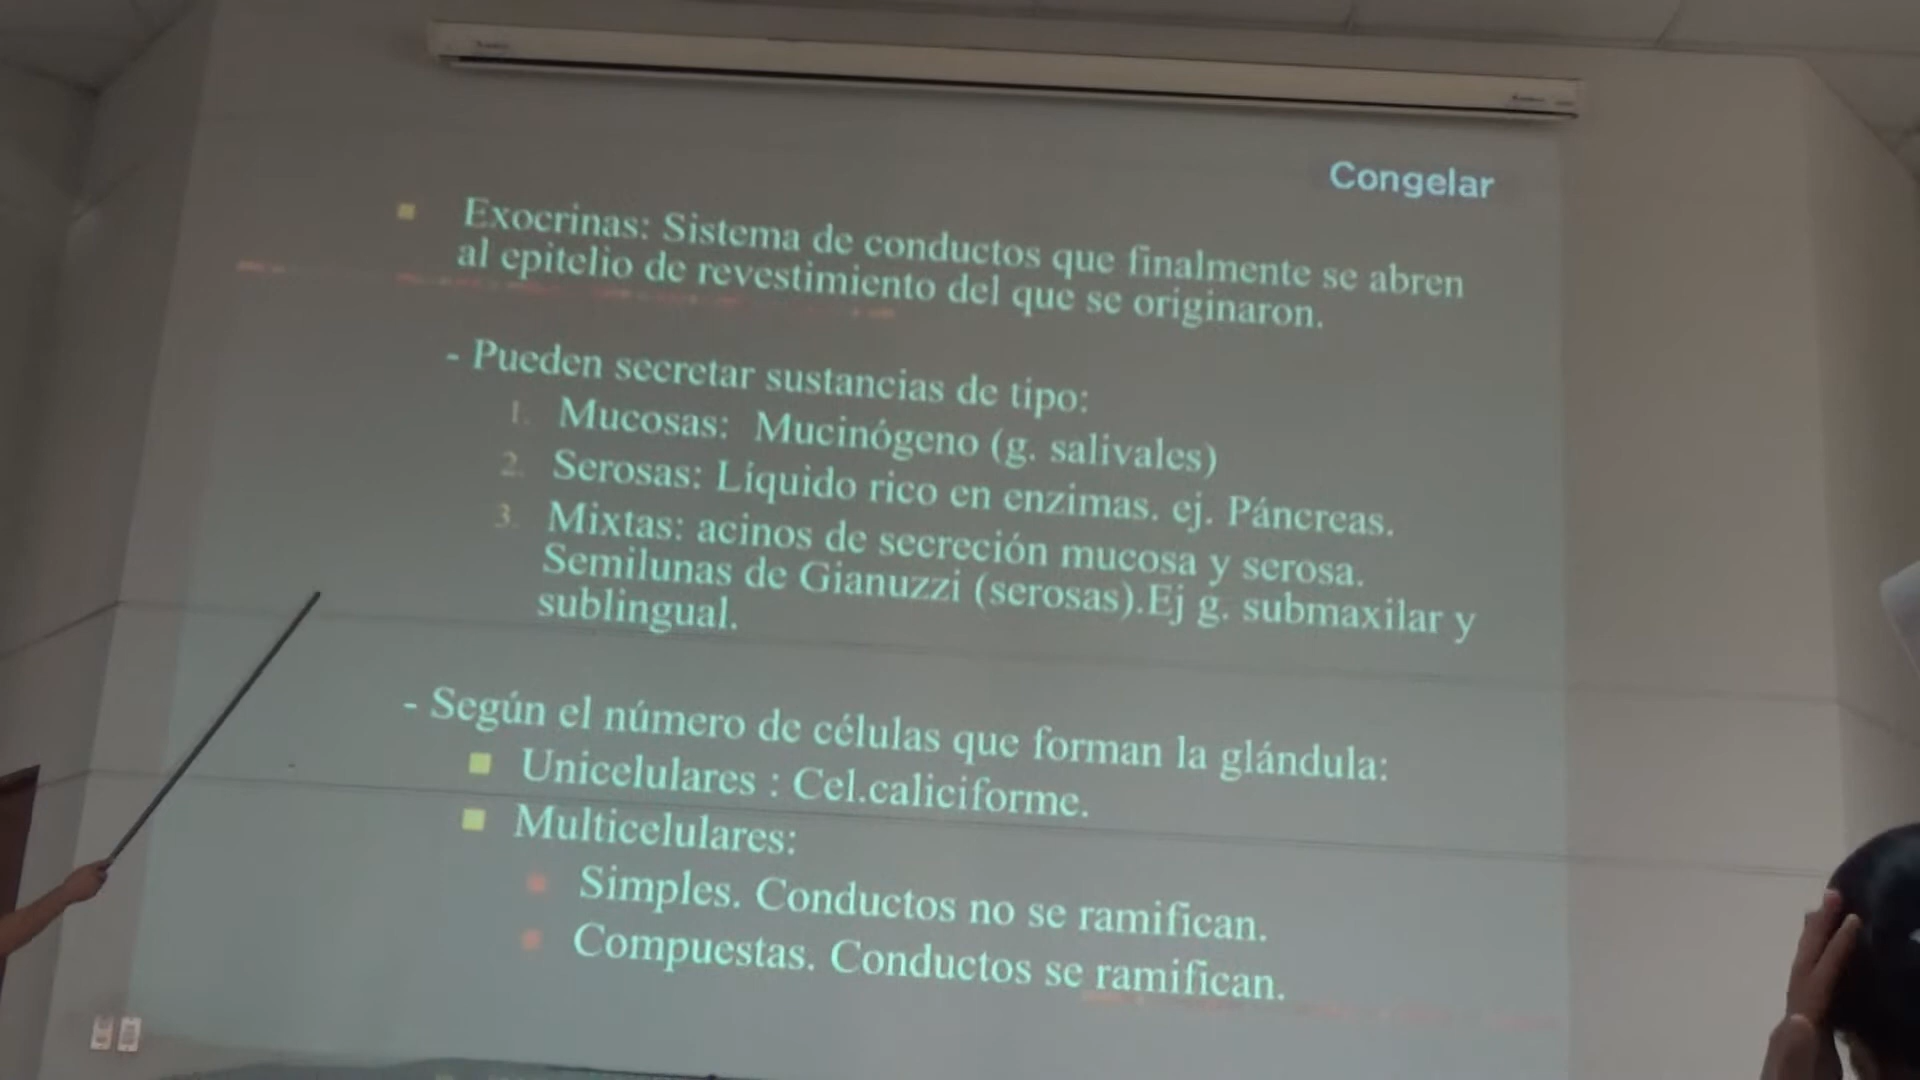 Congelar
Exocrinas: Sistema de conductos que finalmente se abren
al epitelio de revestimiento del que se originaron.
- Pueden secretar sustancias de tipo:
1. Mucosas: Mucinógeno (g. salivales)
2. Serosas: Líquido rico en enzimas. ej. Páncreas.
3. Mixtas: acinos de secreción mucosa y serosa.
Semilunas de Gianuzzi (serosas).Ej g. submaxilar y
sublingual.
- Según el número de células que forman la glándula:
Unicelulares : Cel.caliciforme.
Multicelulares:
Simples. Conductos no se ramifican.
Compuestas. Conductos se ramifican.